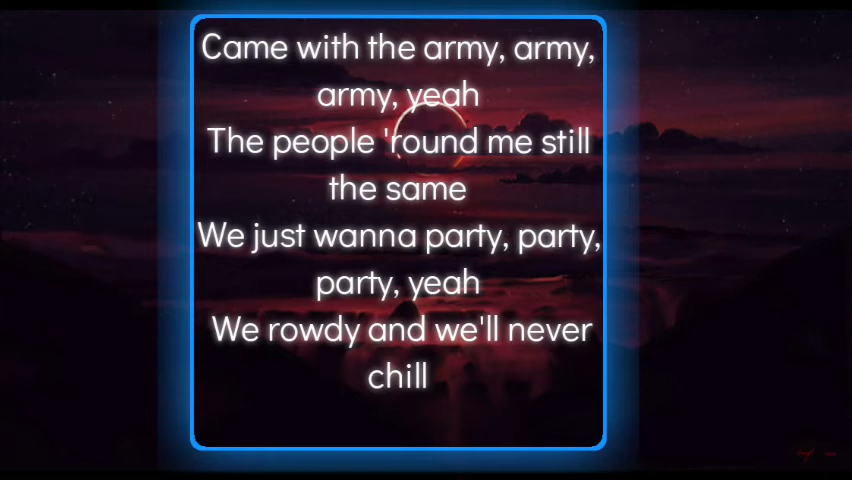 Came with the army, army,
army, yeah
The people 'round me still
the same
We just wanna party, party,
party, yeah
We rowdy and we'll never
chill